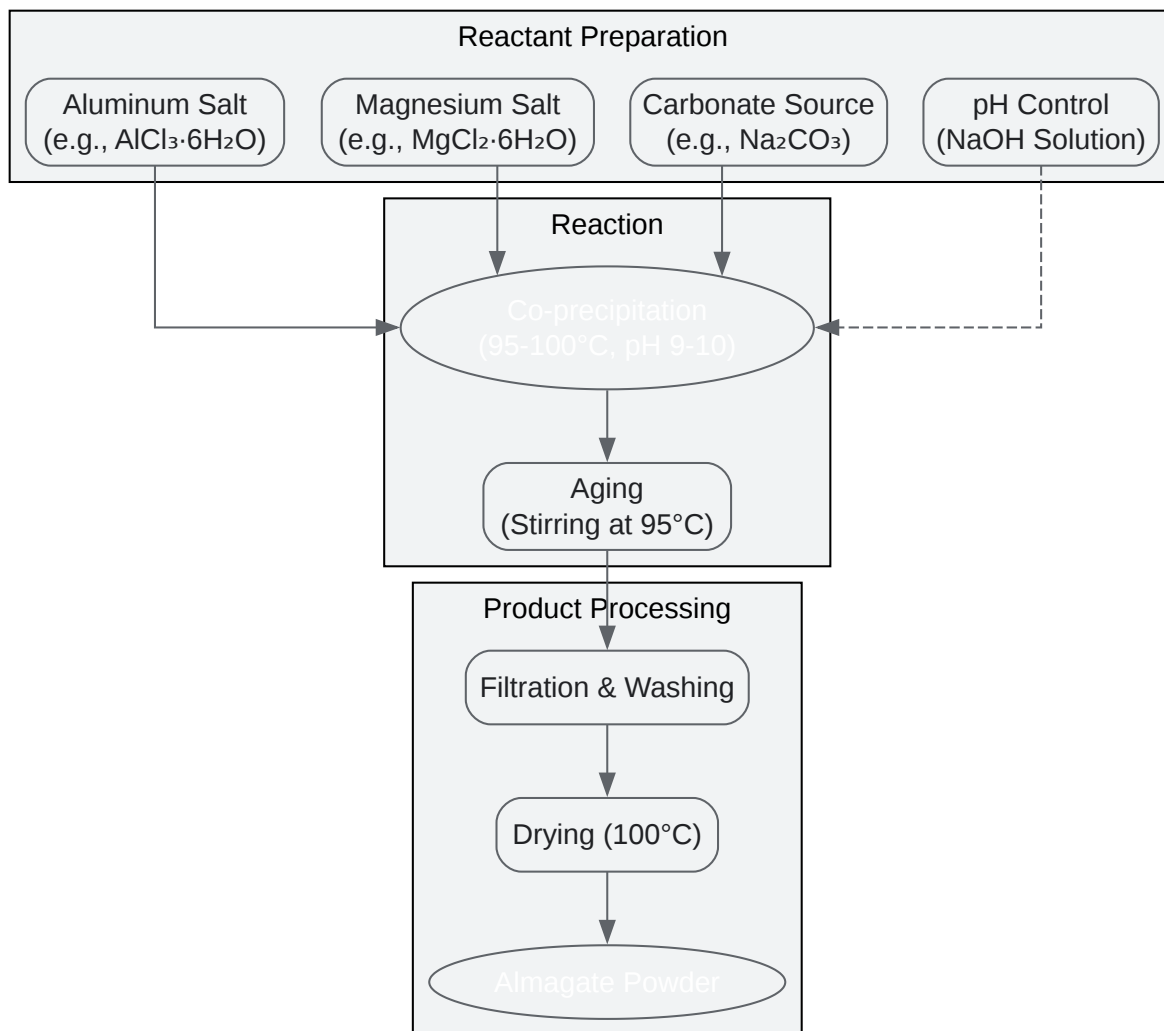 Reactant Preparation
Aluminum Salt
(e.g., AlCl₃·6H₂O)
Magnesium Salt
(e.g., MgCl₂·6H₂O)
Carbonate Source
(e.g., Na₂CO₃)
pH Control
(NaOH Solution)
Reaction
Co-precipitation
(95-100°C, pH 9-10)
Aging
(Stirring at 95°C)
Product Processing
Filtration & Washing
Drying (100°C)
Almagate Powder